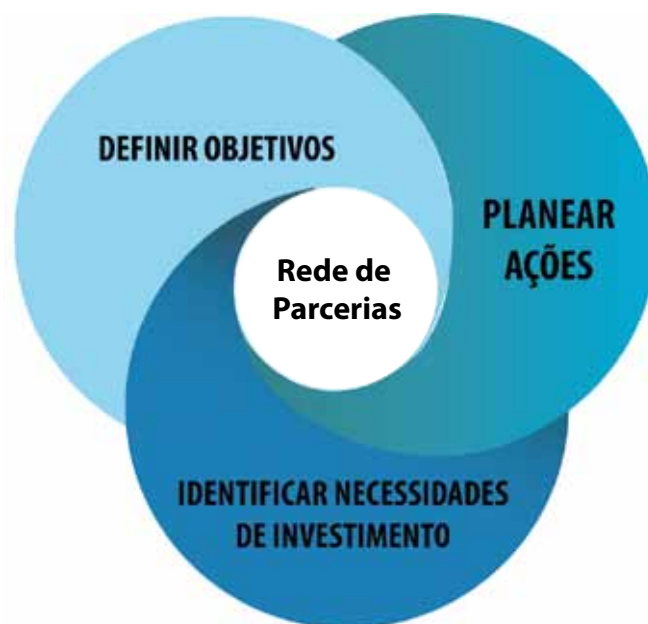 DEFINIR OBJETIVOS
PLANEAR
AÇÕES
Rede de
Parcerias
IDENTIFICAR NECESSIDADES
DE INVESTIMENTO